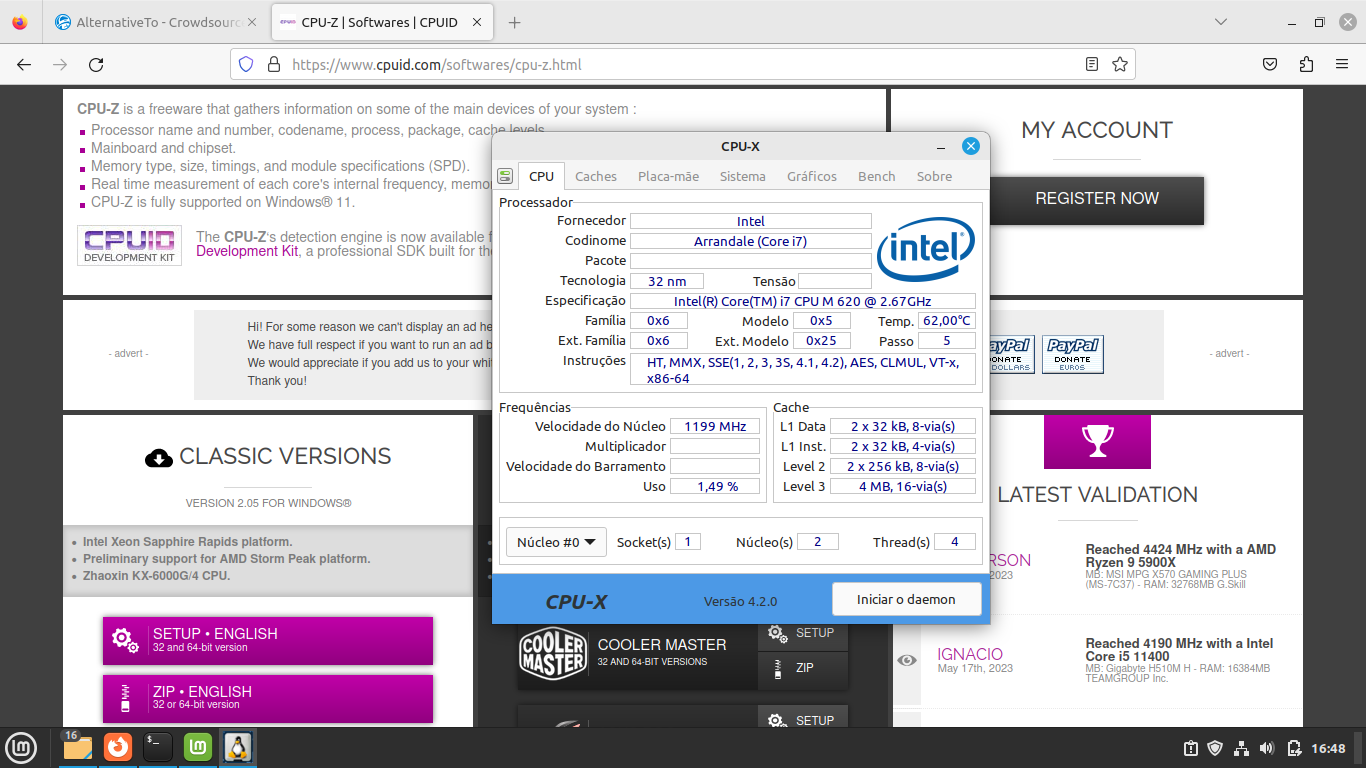 AlternativeTo - Crowdsourc
CPU-Z | Softwares | CPUID
https://www.cpuid.com/softwares/cpu-z.html
CPU-Z is a freeware that gathers information on some of the main devices of your system :
Processor name and number, codename, process, package, cache levels.
Mainboard and chipset.
Memory type, size, timings, and module specifications (SPD).
Real time measurement of each core's internal frequency, memo
CPU-Z is fully supported on Windows® 11.
CPUID
DEVELOPMENT KIT
The CPU-Z's detection engine is now available f
Development Kit, a professional SDK built for the
MY ACCOUNT
REGISTER NOW
- advert -
Hi! For some reason we can't display an ad he
We have full respect if you want to run an ad b
We would appreciate if you add us to your whit
Thank you!
PayPal
DONATE
DOLLARS
PayPal
DONATE
EUROS
- advert -
CLASSIC VERSIONS
VERSION 2.05 FOR WINDOWS®
Intel Xeon Sapphire Rapids platform.
Preliminary support for AMD Storm Peak platform.
Zhaoxin KX-6000G/4 CPU.
SETUP • ENGLISH
32 and 64-bit version
ZIP • ENGLISH
32 or 64-bit version
CPU-X
CPU
Caches
Placa-mãe
Sistema
Gráficos
Bench
Sobre
Processador
Fornecedor
Intel
Codinome
Arrandale (Core i7)
Pacote
Tecnologia
32 nm
Tensão
intel
Especificação
Intel(R) Core(TM) i7 CPU M 620 @ 2.67GHz
Família
0x6
Modelo
0x5
Temp.
62,00°C
Ext. Família
0x6
Ext. Modelo
0x25
Passo
5
Instruções
HT, MMX, SSE(1, 2, 3, 3S, 4.1, 4.2), AES, CLMUL, VT-x,
x86-64
Frequências
Velocidade do Núcleo
1199 MHz
Multiplicador
Velocidade do Barramento
Uso
1,49 %
Cache
L1 Data
2 x 32 kB, 8-via(s)
L1 Inst.
2 x 32 kB, 4-via(s)
Level 2
2 x 256 kB, 8-via(s)
Level 3
4 MB, 16-via(s)
Núcleo #0
Socket(s)
1
Núcleo(s)
2
Thread(s)
4
CPU-X
Versão 4.2.0
Iniciar o daemon
COOLER
MASTER
COOLER MASTER
32 AND 64-BIT VERSIONS
SETUP
ZIP
SETUP
LATEST VALIDATION
RSON
2023
Reached 4424 MHz with a AMD
Ryzen 9 5900X
MB: MSI MPG X570 GAMING PLUS
(MS-7C37) - RAM: 32768MB G.Skill
IGNACIO
May 17th, 2023
Reached 4190 MHz with a Intel
Core i5 11400
MB: Gigabyte H510M H - RAM: 16384MB
TEAMGROUP Inc.
16
16:48